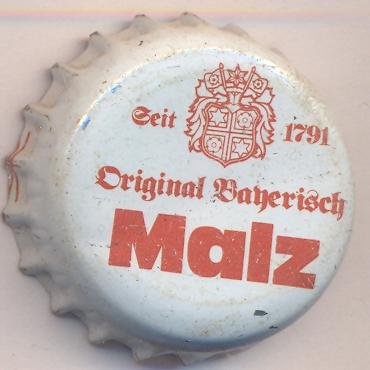 Seit 1791
Original Bayerisch
Malz